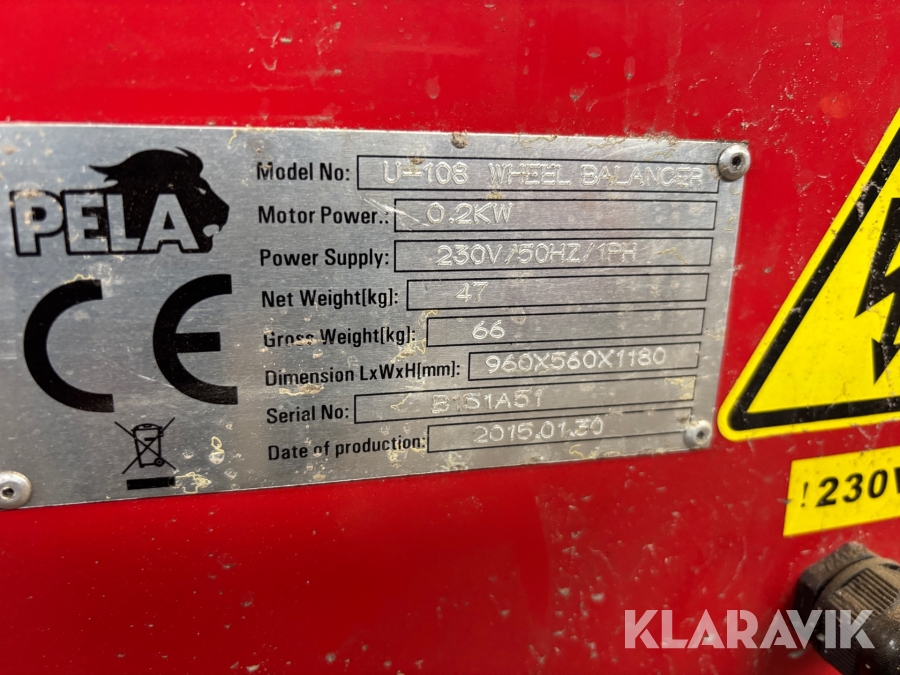 PELA
CE
Model No: U-108 WHEEL BALANCER
Motor Power.: 0.2KW
Power Supply: 230V/50HZ/1PH
Net Weight[kg]: 47
Gross Weight[kg]: 66
Dimension LxWxH[mm]: 960X560X1180
Serial No: B151A51
Date of production: 2015.01.30
!230V
KLARAVIK